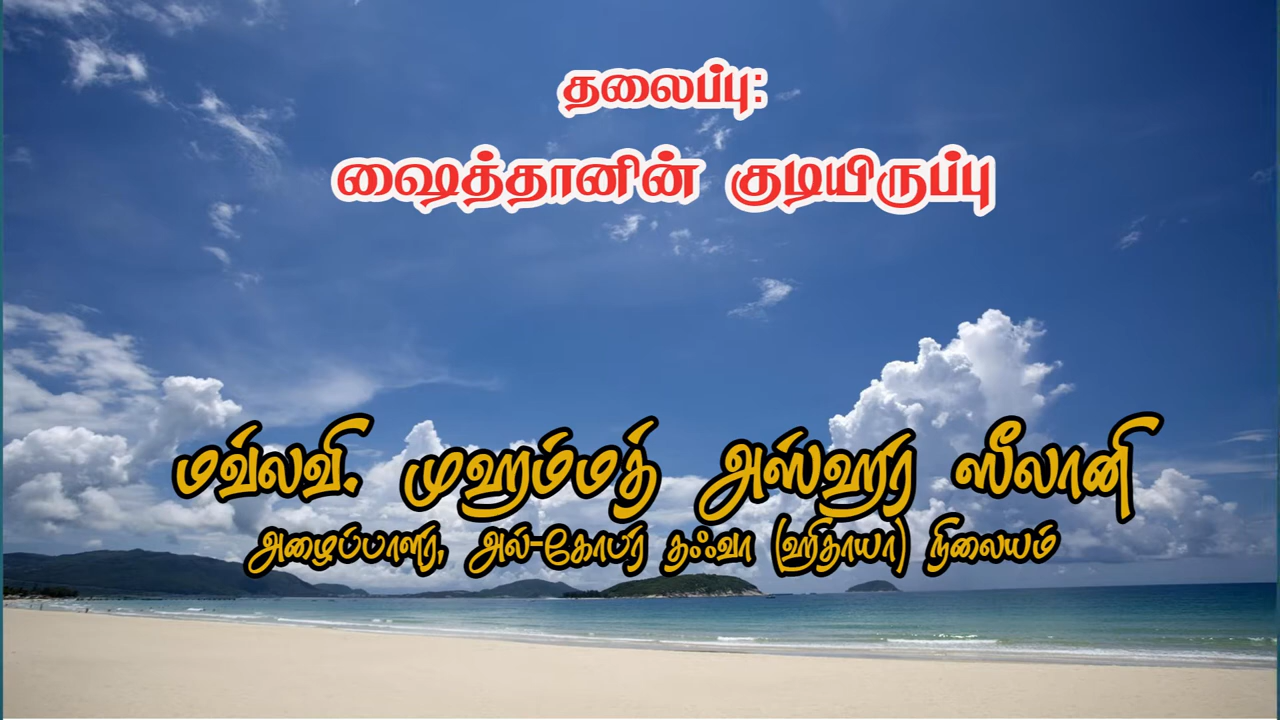 தலைப்பு:
ஷைத்தானின் குடியிருப்பு
மவ்லவி. முஹம்மத் அஸ்ஹர் ஸீலானி
அழைப்பாளர், அல்-கோபர் தஃவா (ஹிதாயா) நிலையம்